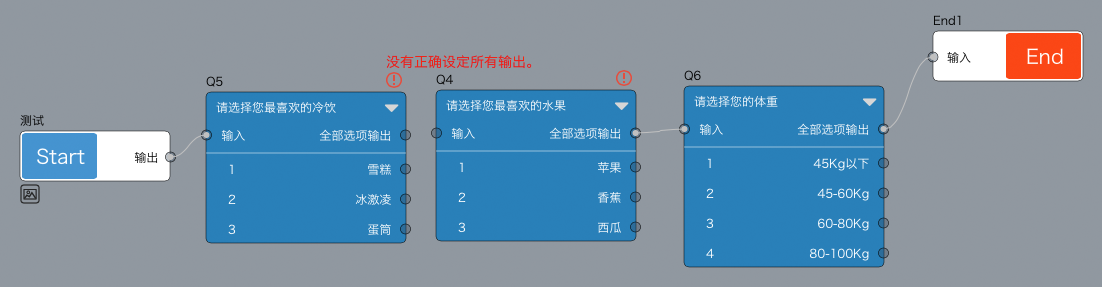 测试
Start
输出
Q5
请选择您最喜欢的冷饮
输入
全部选项输出
1
雪糕
2
冰激凌
3
蛋筒
没有正确设定所有输出。
Q4
请选择您最喜欢的水果
输入
全部选项输出
1
苹果
2
香蕉
3
西瓜
Q6
请选择您的体重
输入
全部选项输出
1
45Kg以下
2
45-60Kg
3
60-80Kg
4
80-100Kg
End1
输入
End